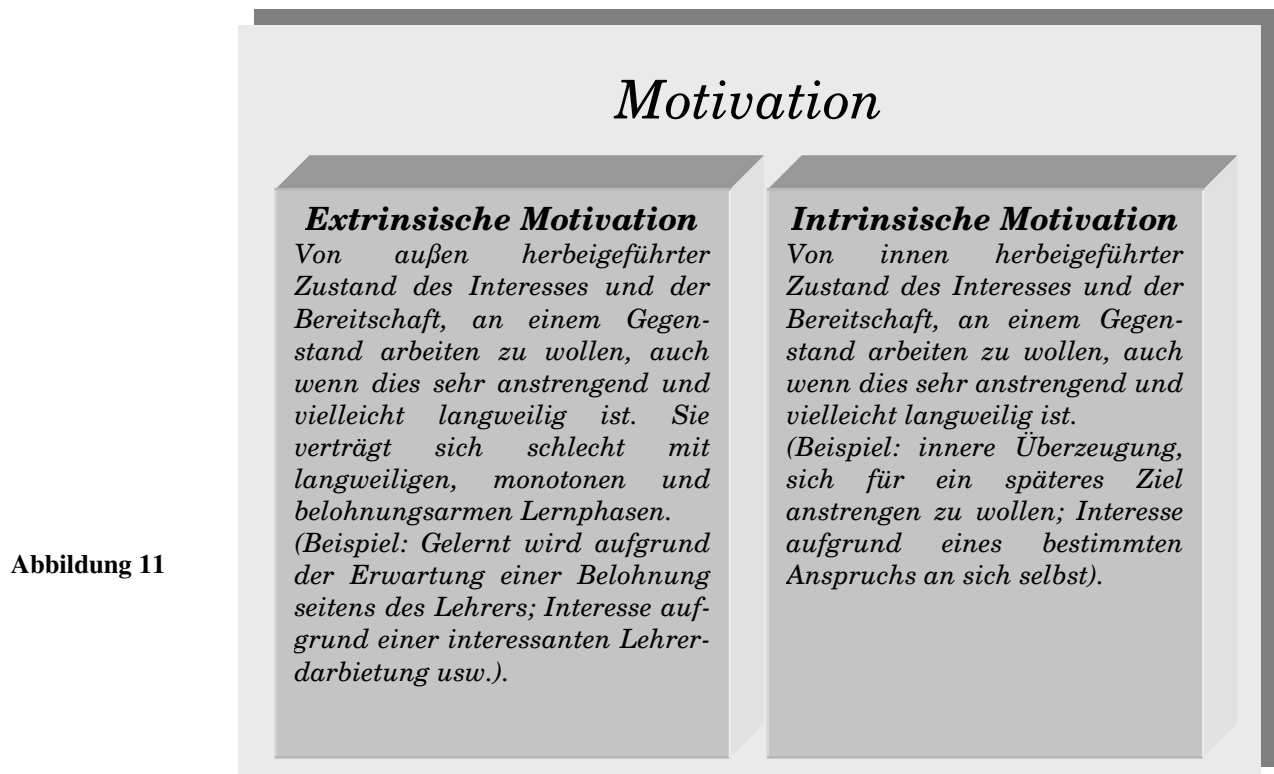 Motivation
Extrinsische Motivation
Von außen herbeigeführter
Zustand des Interesses und der
Bereitschaft, an einem Gegen-
stand arbeiten zu wollen, auch
wenn dies sehr anstrengend und
vielleicht langweilig ist. Sie
verträgt sich schlecht mit
langweiligen, monotonen und
belohnungsarmen Lernphasen.
(Beispiel: Gelernt wird aufgrund
der Erwartung einer Belohnung
seitens des Lehrers; Interesse auf-
grund einer interessanten Lehrer-
darbietung usw.).
Intrinsische Motivation
Von innen herbeigeführter
Zustand des Interesses und der
Bereitschaft, an einem Gegen-
stand arbeiten zu wollen, auch
wenn dies sehr anstrengend und
vielleicht langweilig ist.
(Beispiel: innere Überzeugung,
sich für ein späteres Ziel
anstrengen zu wollen; Interesse
aufgrund eines bestimmten
Anspruchs an sich selbst).
Abbildung 11